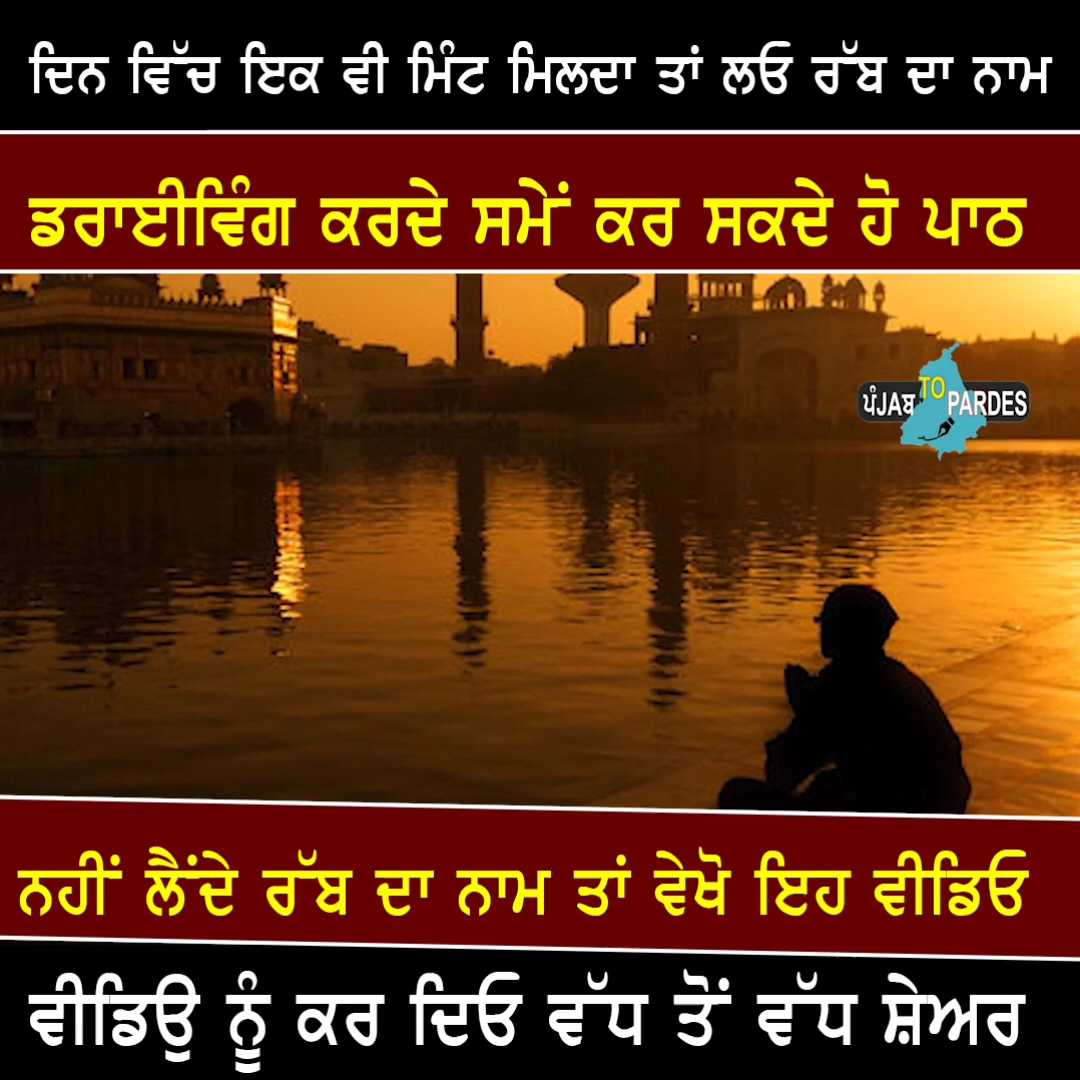 ਦਿਨ ਵਿੱਚ ਇਕ ਵੀ ਮਿੰਟ ਮਿਲਦਾ ਤਾਂ ਲਓ ਰੱਬ ਦਾ ਨਾਮ
ਡਰਾਈਵਿੰਗ ਕਰਦੇ ਸਮੇਂ ਕਰ ਸਕਦੇ ਹੋ ਪਾਠ
ਪੰਜਾਬ TO PARDES
ਨਹੀਂ ਲੈਂਦੇ ਰੱਬ ਦਾ ਨਾਮ ਤਾਂ ਵੇਖੋ ਇਹ ਵੀਡਿਓ
ਵੀਡਿਉ ਨੂੰ ਕਰ ਦਿਓ ਵੱਧ ਤੋਂ ਵੱਧ ਸ਼ੇਅਰ